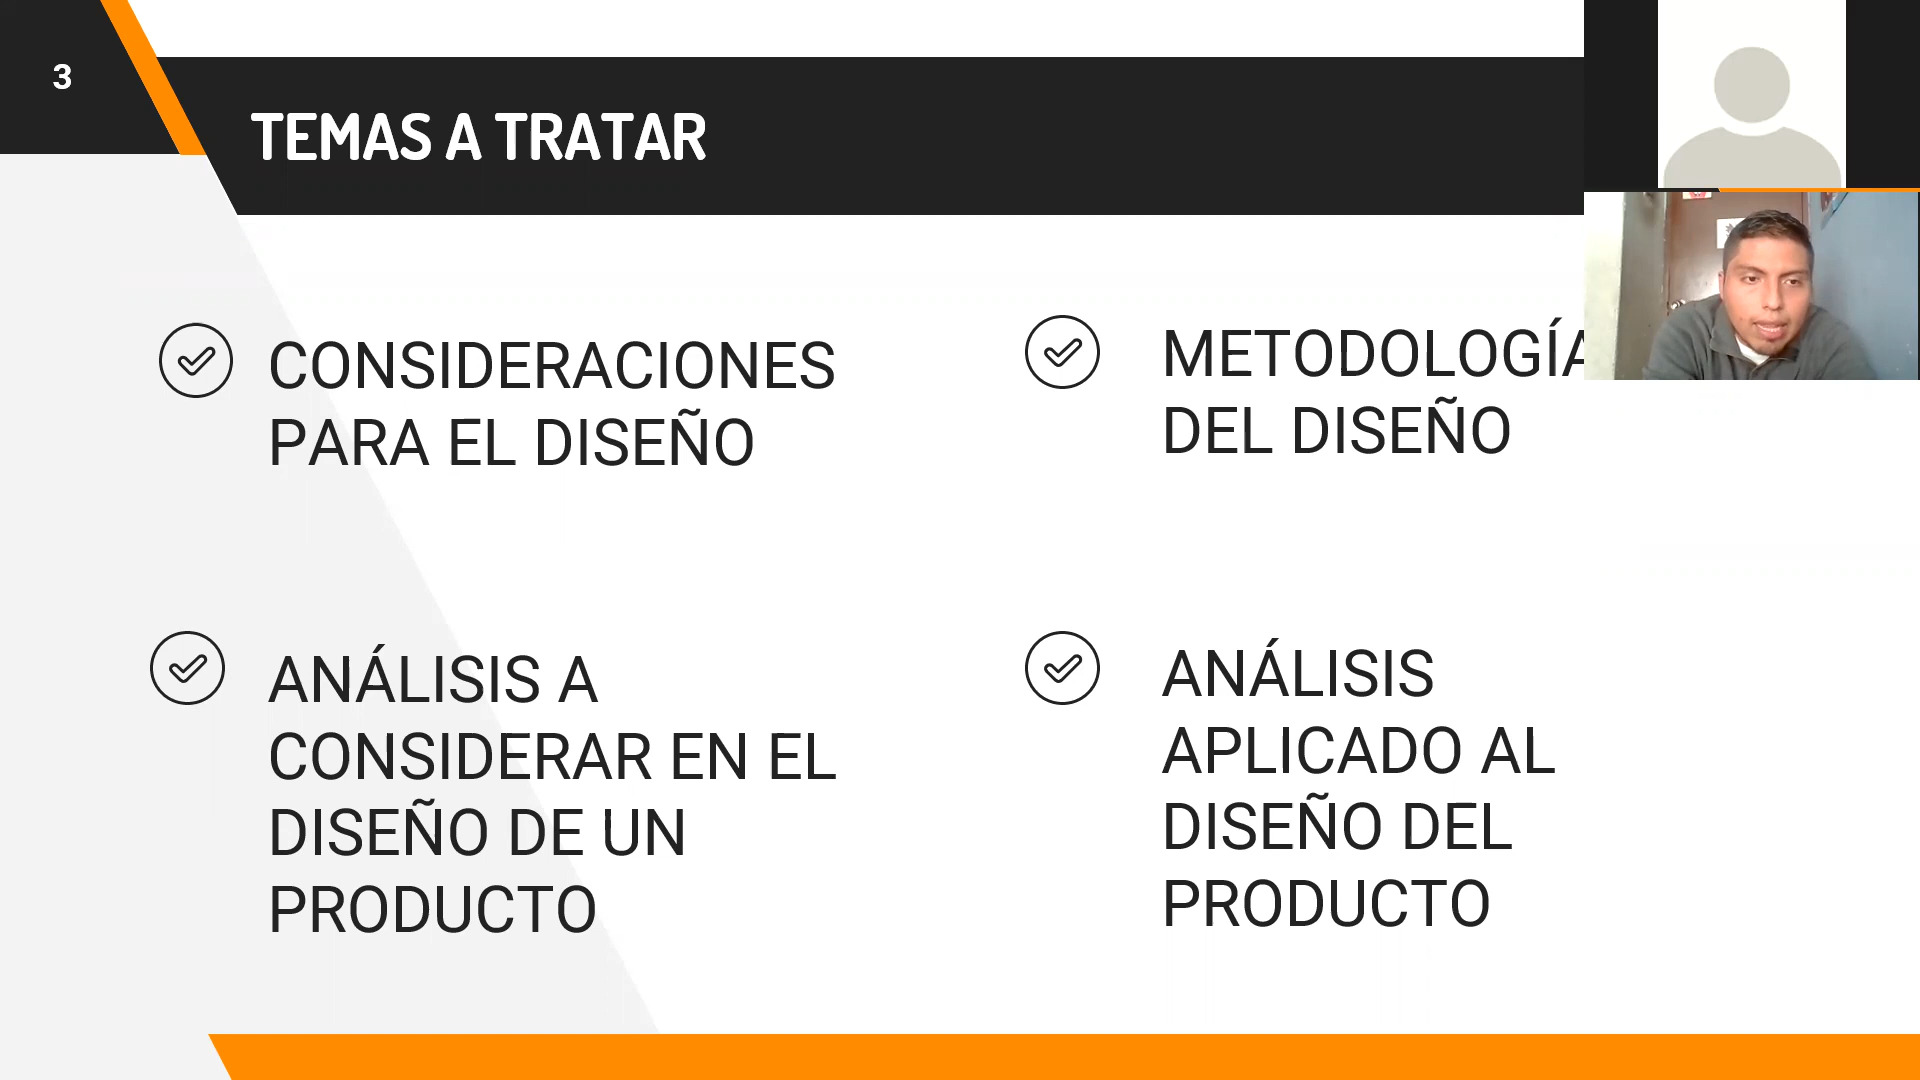 3
TEMAS A TRATAR
CONSIDERACIONES
PARA EL DISEÑO
METODOLOGÍA
DEL DISEÑO
ANÁLISIS A
CONSIDERAR EN EL
DISEÑO DE UN
PRODUCTO
ANÁLISIS
APLICADO AL
DISEÑO DEL
PRODUCTO